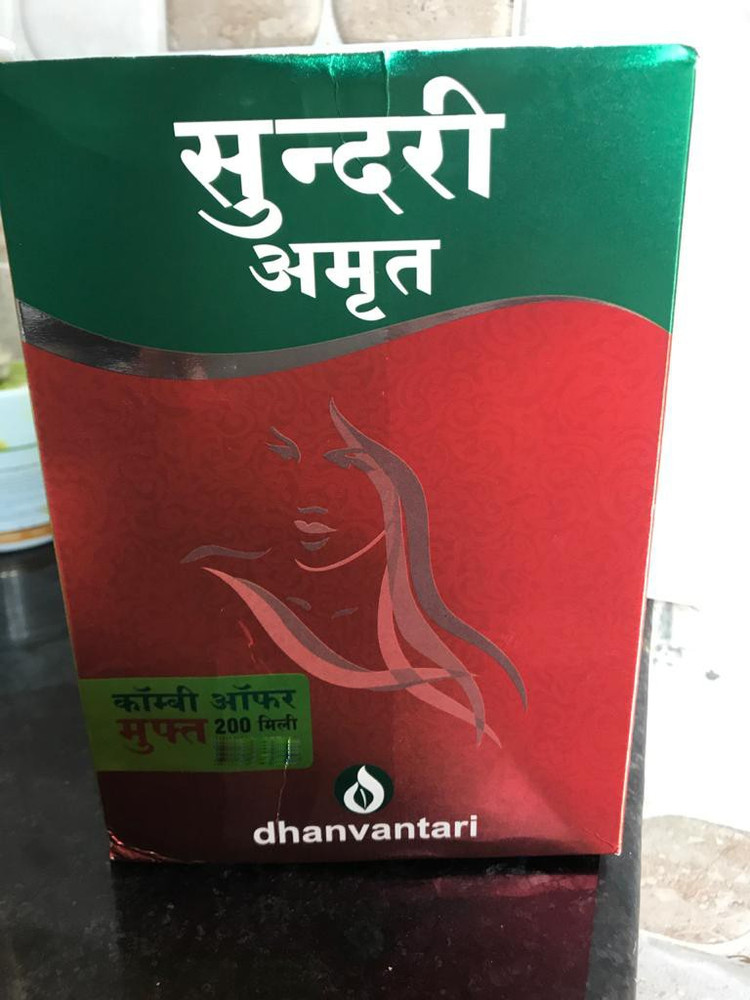 सुन्दरी
अमृत
कॉम्बी ऑफर
मुफ्त 200 मिली
dhanvantari